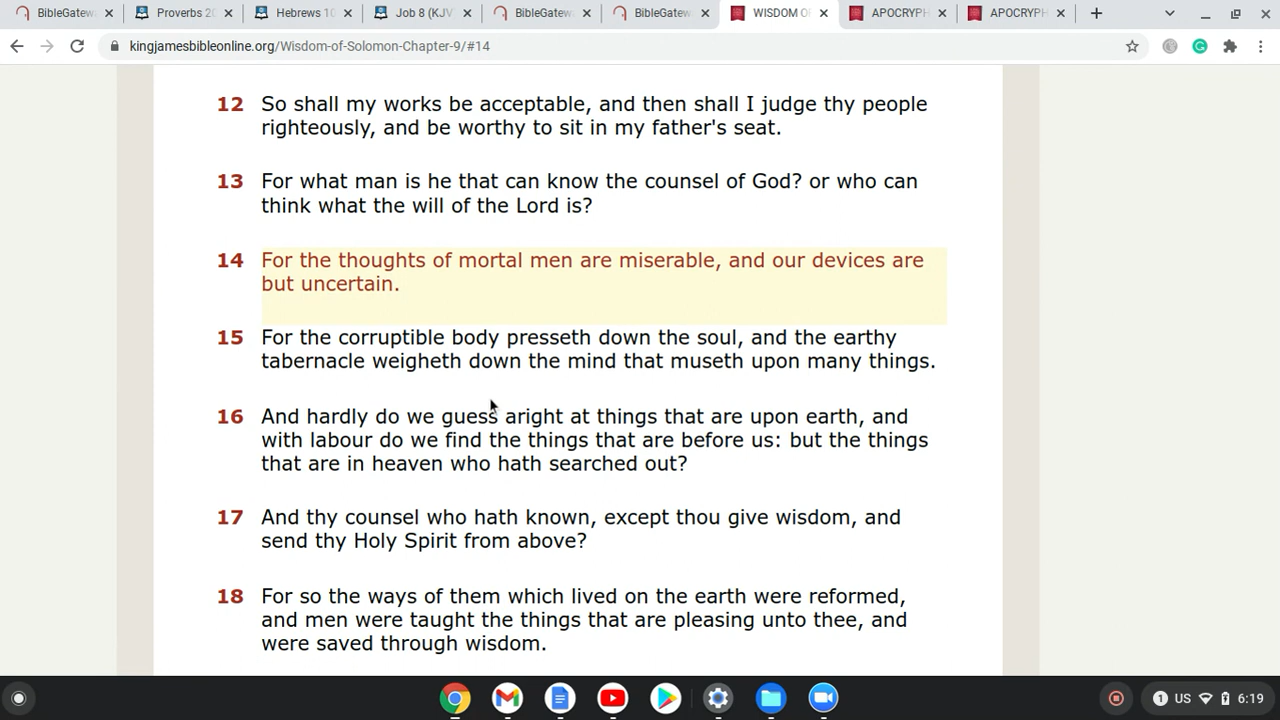 BibleGatew
Proverbs 20
Hebrews 10
Job 8 (KJV
BibleGatew
BibleGatew
WISDOM O
APOCRYPH
APOCRYPH
kingjamesbibleonline.org/Wisdom-of-Solomon-Chapter-9/#14
12 So shall my works be acceptable, and then shall I judge thy people
righteously, and be worthy to sit in my father's seat.
13 For what man is he that can know the counsel of God? or who can
think what the will of the Lord is?
14 For the thoughts of mortal men are miserable, and our devices are
but uncertain.
15 For the corruptible body presseth down the soul, and the earthy
tabernacle weigheth down the mind that museth upon many things.
16 And hardly do we guess aright at things that are upon earth, and
with labour do we find the things that are before us: but the things
that are in heaven who hath searched out?
17 And thy counsel who hath known, except thou give wisdom, and
send thy Holy Spirit from above?
18 For so the ways of them which lived on the earth were reformed,
and men were taught the things that are pleasing unto thee, and
were saved through wisdom.
1 US 6:19